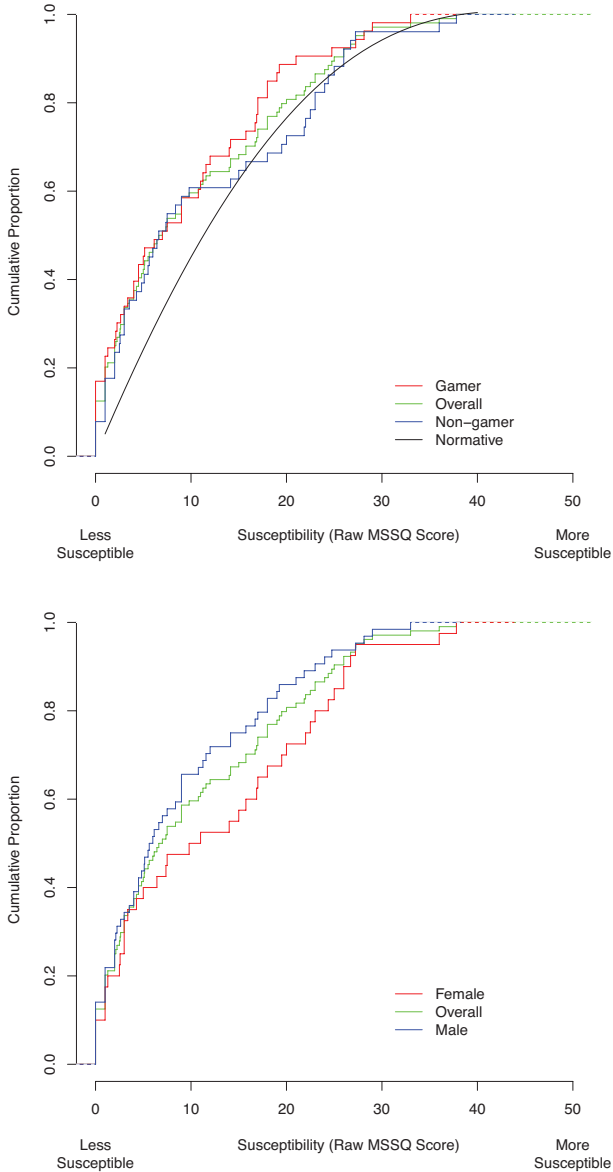 1.0
0.8
0.6
0.4
0.2
0.0
Cumulative Proportion
Gamer
Overall
Non−gamer
Normative
0 10 20 30 40 50
Less
Susceptible
Susceptibility (Raw MSSQ Score)
More
Susceptible
1.0
0.8
0.6
0.4
0.2
0.0
Cumulative Proportion
Female
Overall
Male
0 10 20 30 40 50
Less
Susceptible
Susceptibility (Raw MSSQ Score)
More
Susceptible